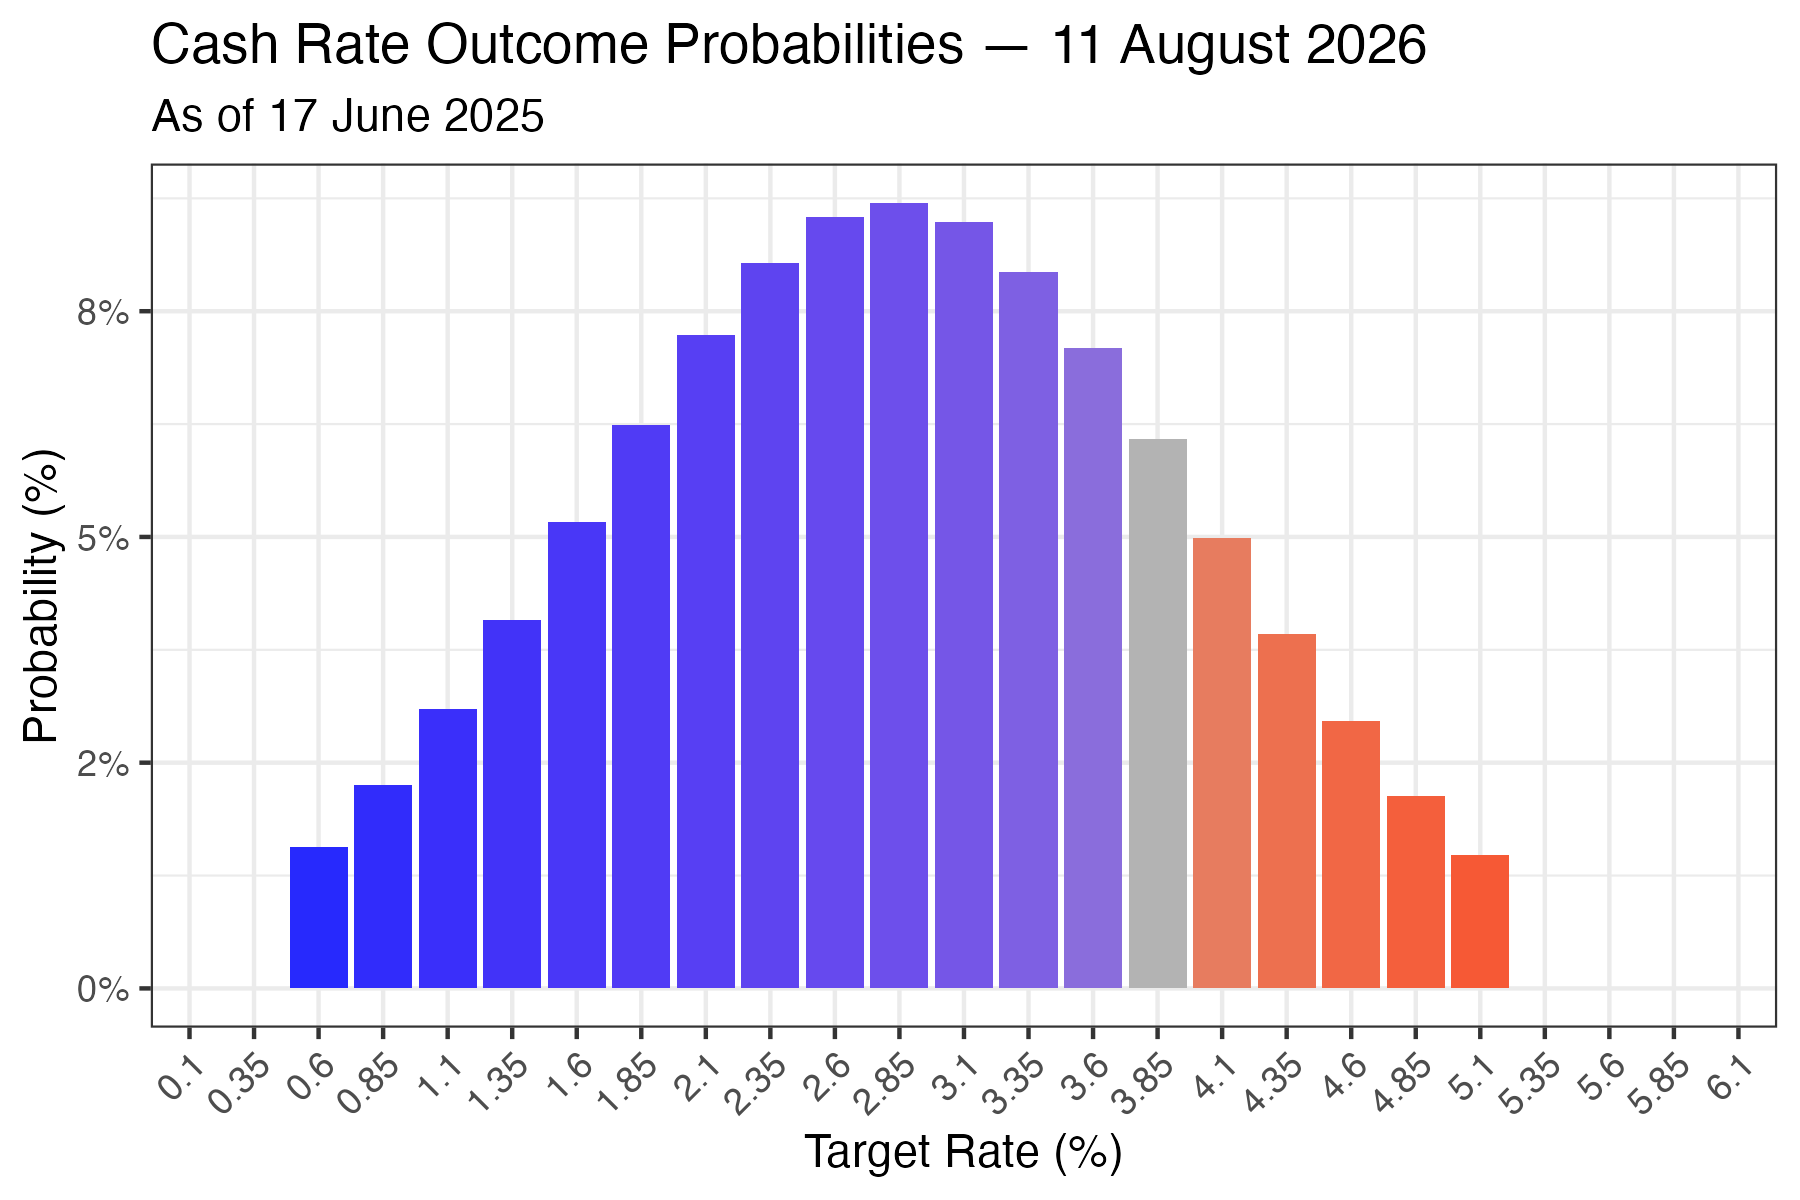 Cash Rate Outcome Probabilities — 11 August 2026
As of 17 June 2025
Probability (%)
8%
5%
2%
0%
0.1 0.35 0.6 0.85 1.1 1.35 1.6 1.85 2.1 2.35 2.6 2.85 3.1 3.35 3.6 3.85 4.1 4.35 4.6 4.85 5.1 5.35 5.6 5.85 6.1
Target Rate (%)